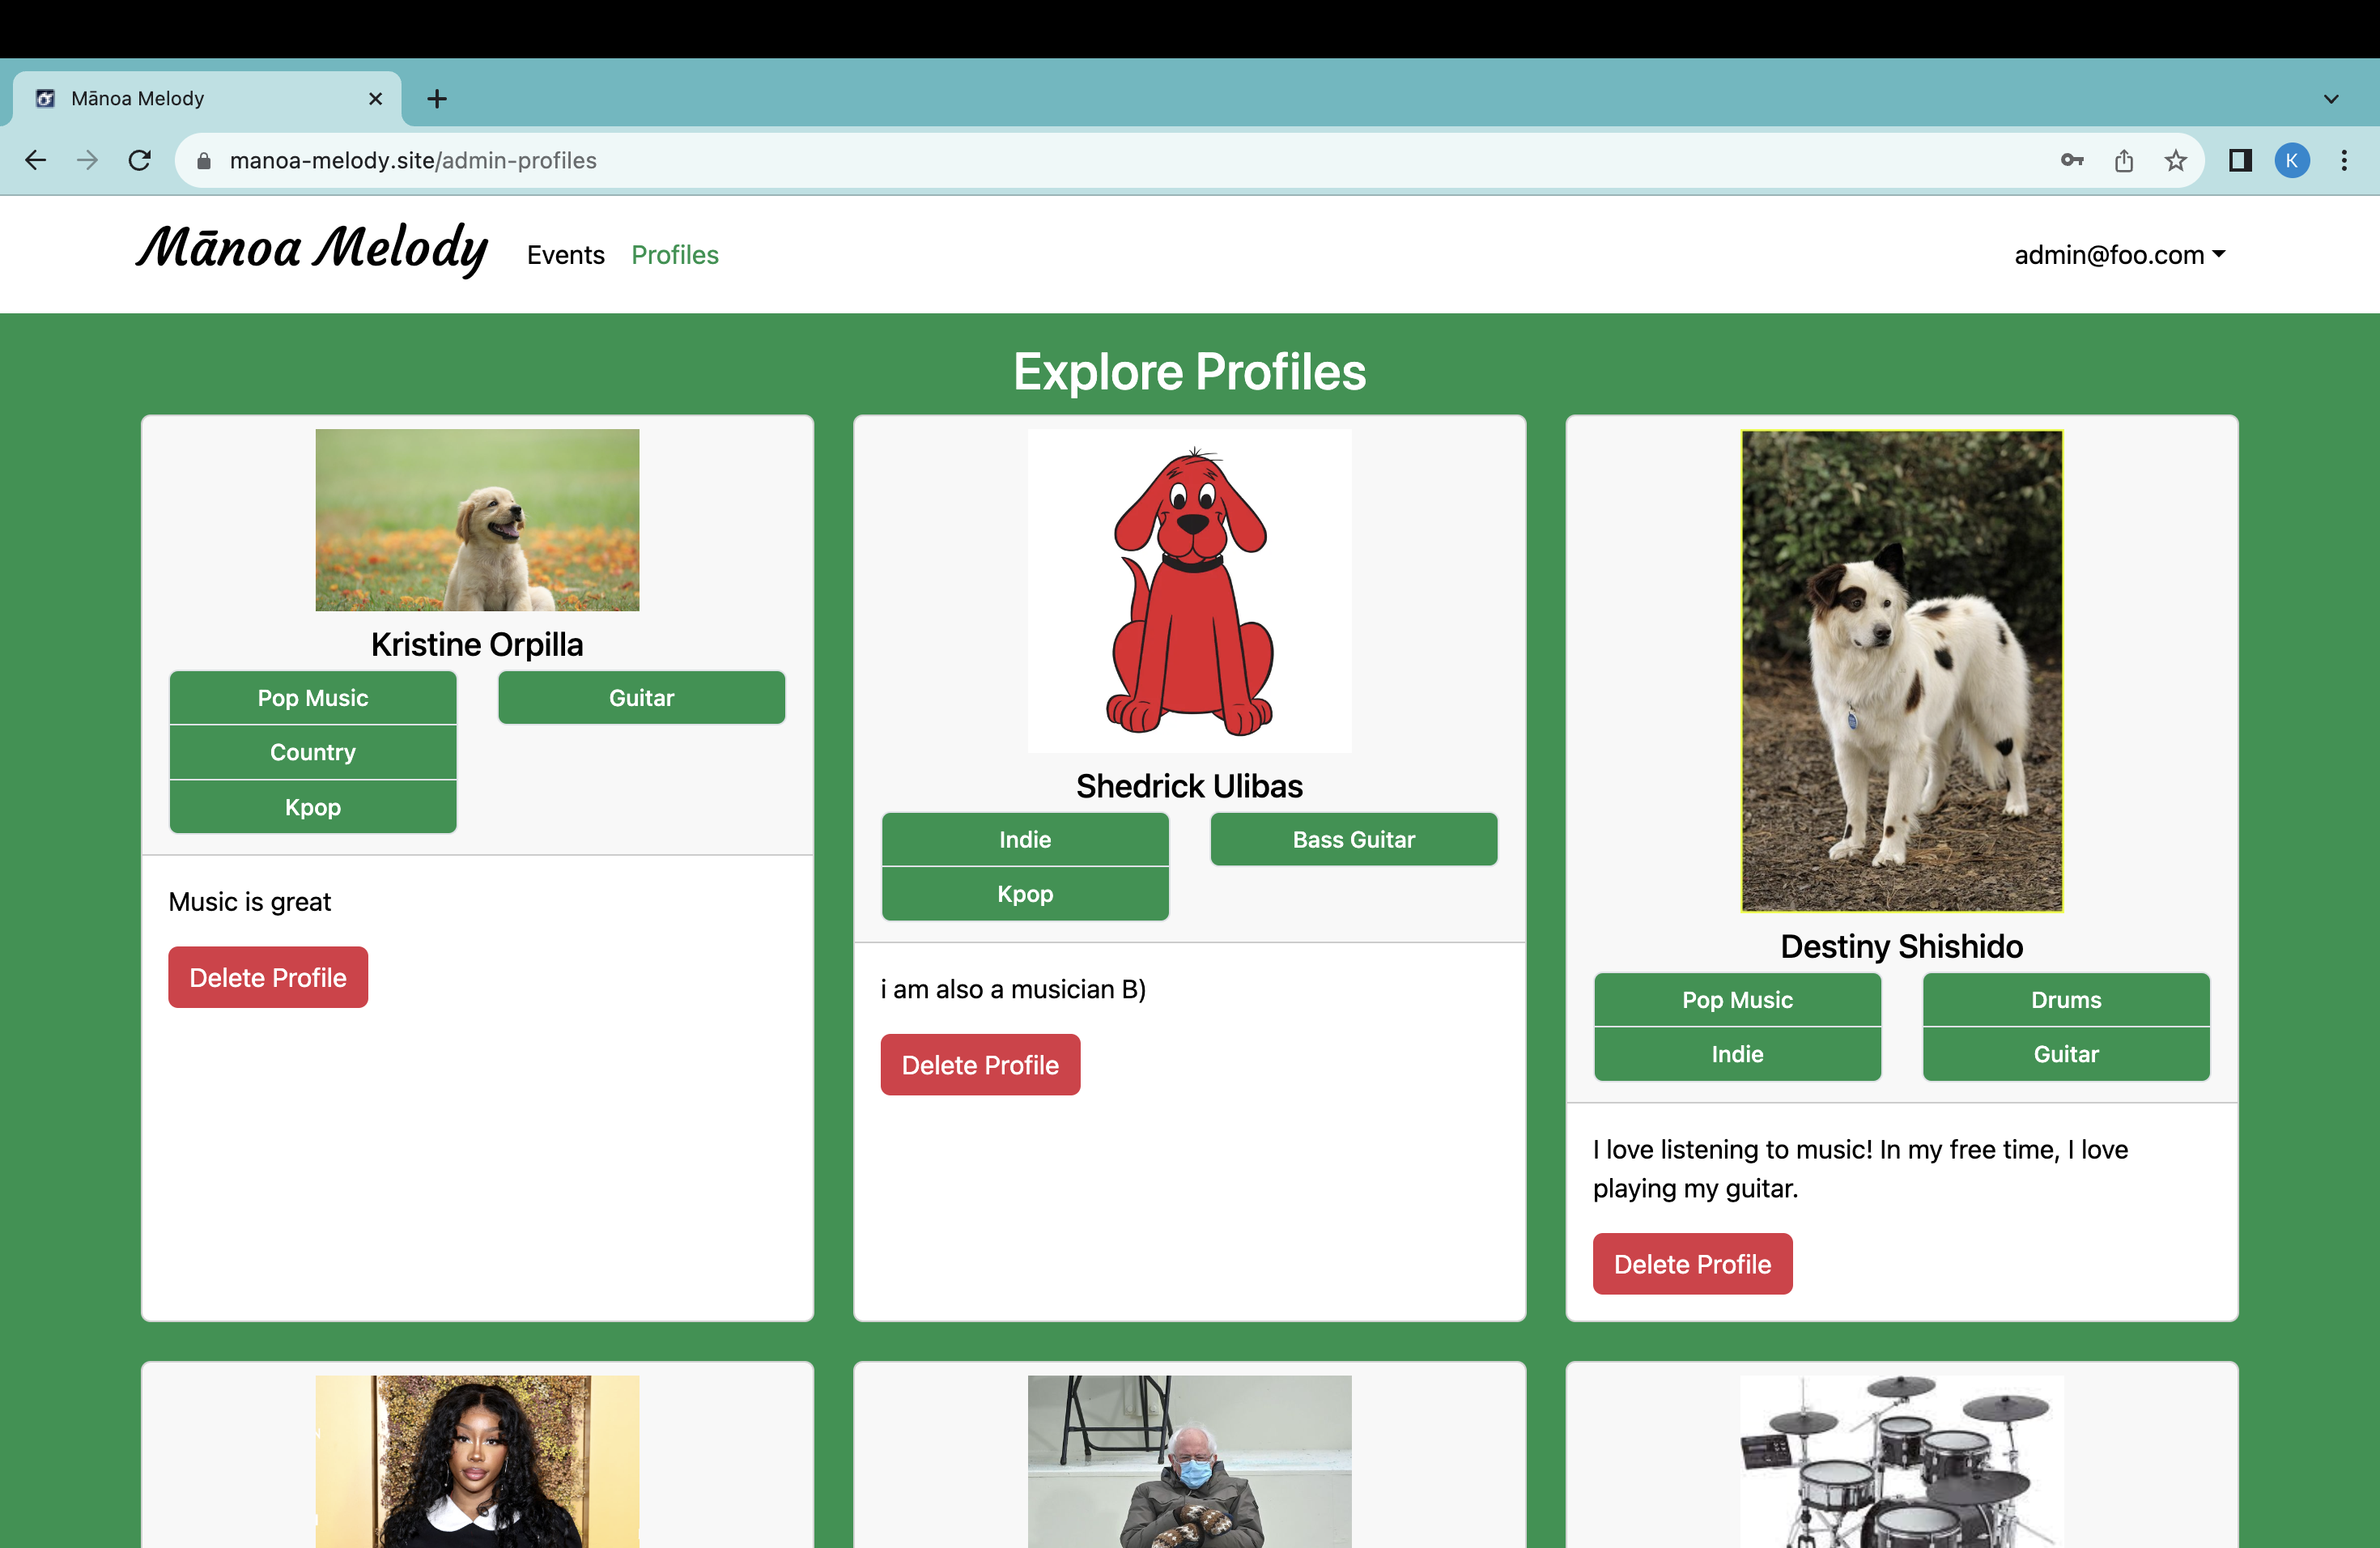 Mānoa Melody
manoa-melody.site/admin-profiles
K
Mānoa Melody
Events
Profiles
admin@foo.com
Explore Profiles
Kristine Orpilla
Pop Music
Guitar
Country
Kpop
Music is great
Delete Profile
Shedrick Ulibas
Indie
Bass Guitar
Kpop
i am also a musician B)
Delete Profile
Destiny Shishido
Pop Music
Drums
Indie
Guitar
I love listening to music! In my free time, I love
playing my guitar.
Delete Profile